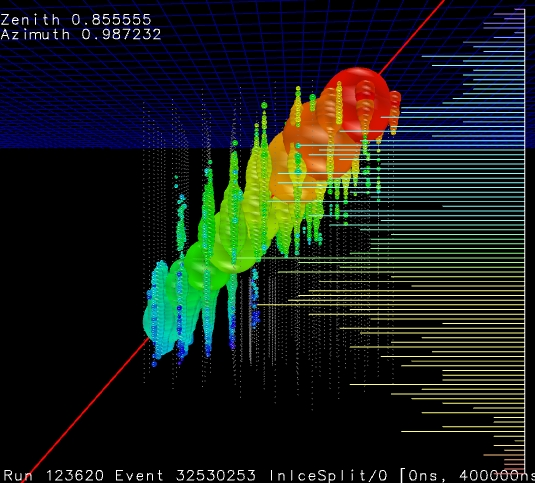 Zenith 0.855555
Azimuth 0.987232
Run 123620 Event 32530253 InIceSplit/0 [0ns, 400000ns